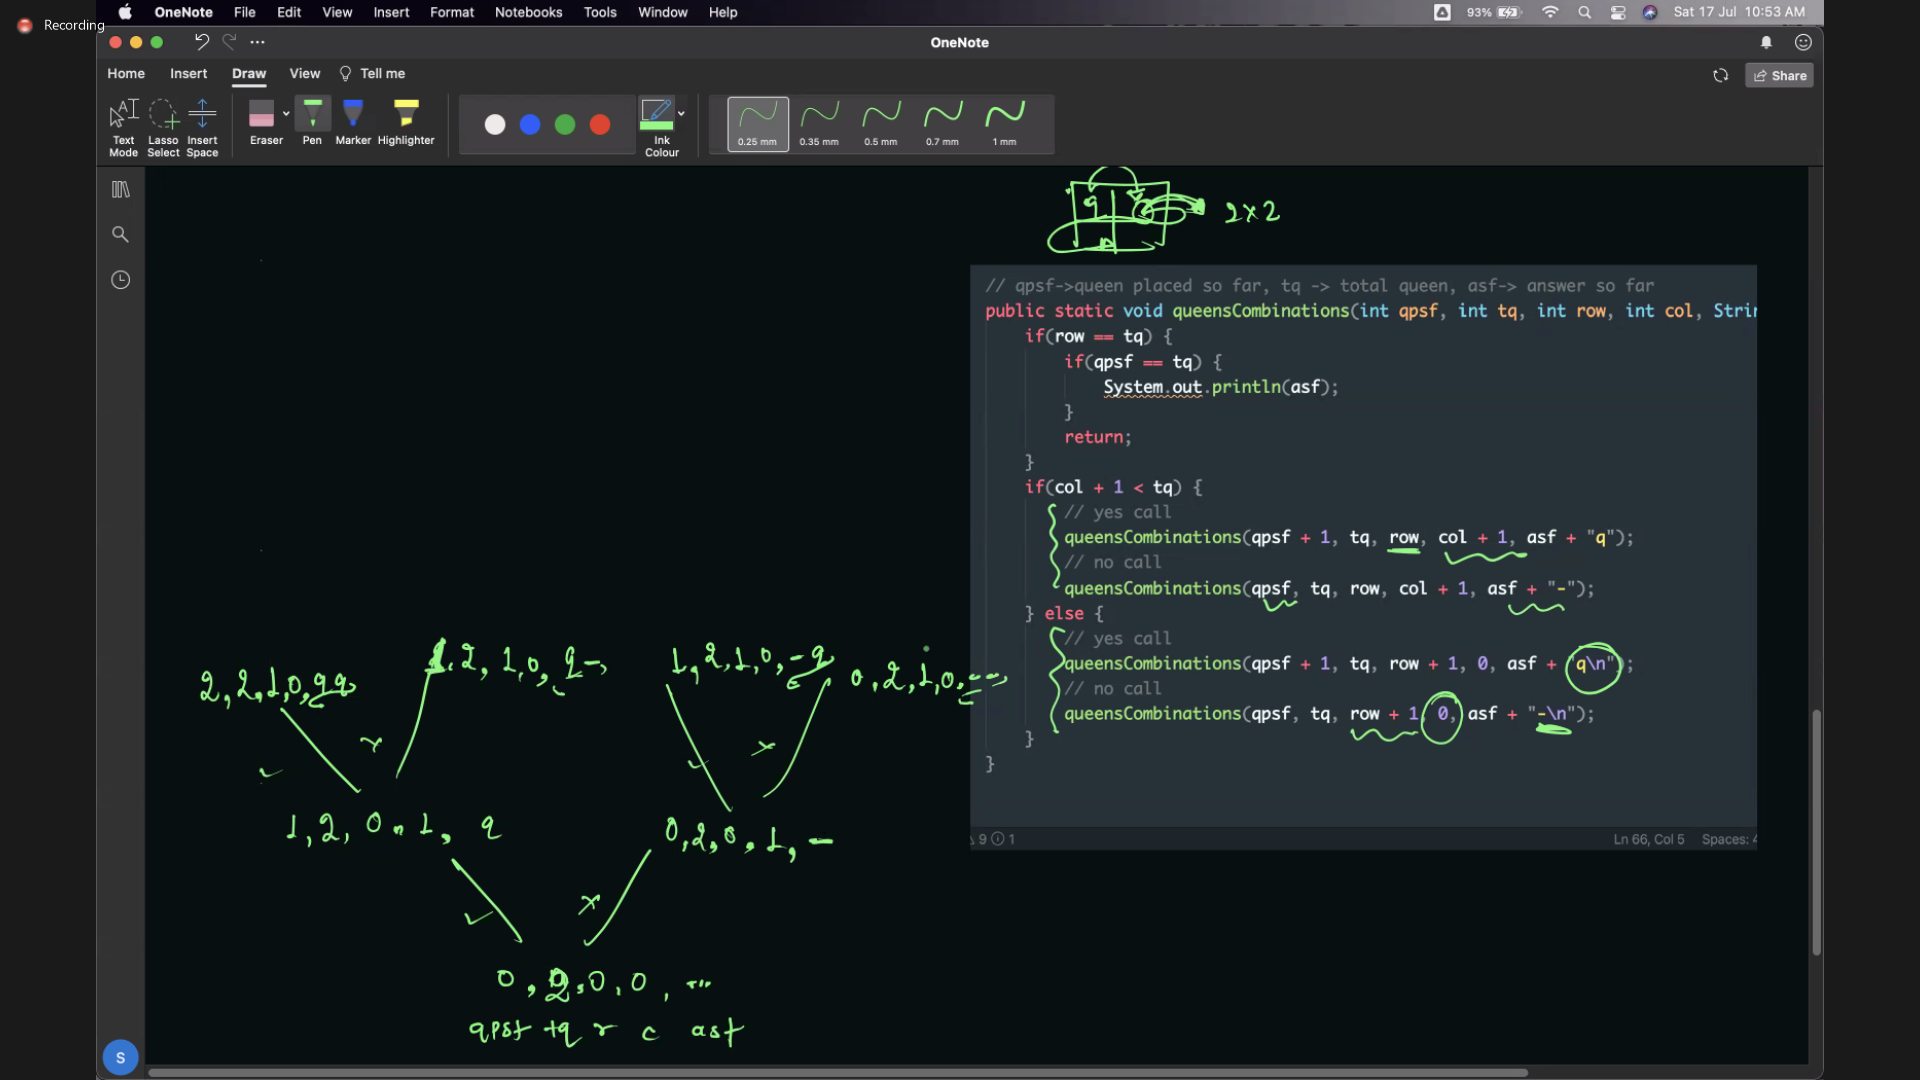 Recording
OneNote File Edit View Insert Format Notebooks Tools Window Help 93% Sat 17 Jul 10:53 AM
OneNote
Home Insert Draw View Tell me Share
Text Mode
Lasso Select
Insert Space
Eraser
Pen
Marker
Highlighter
Ink Colour
0.25 mm 0.35 mm 0.5 mm 0.7 mm 1 mm
q
2x2
// qpsf->queen placed so far, tq -> total queen, asf-> answer so far
public static void queensCombinations(int qpsf, int tq, int row, int col, Strin
if(row == tq) {
if(qpsf == tq) {
System.out.println(asf);
}
return;
}
if(col + 1 < tq) {
// yes call
queensCombinations(qpsf + 1, tq, row, col + 1, asf + "q");
// no call
queensCombinations(qpsf, tq, row, col + 1, asf + "-");
} else {
// yes call
queensCombinations(qpsf + 1, tq, row + 1, 0, asf + "q\n");
// no call
queensCombinations(qpsf, tq, row + 1, 0, asf + "-\n");
}
}
9 1 Ln 66, Col 5 Spaces: 4
2, 2, 1, 0, qq
1, 2, 1, 0, q-,
1, 2, 1, 0, -q
0, 2, 1, 0, --,
1, 2, 0, 1, q
0, 2, 0, 1, -
0, 2, 0, 0, ...
qpsf tq r c asf
S